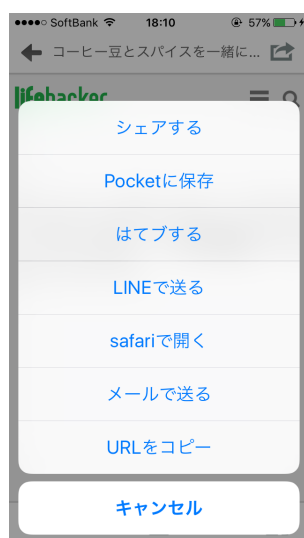 SoftBank 18:10 57%
コーヒー豆とスパイスを一緒に...
lifehacker
シェアする
Pocketに保存
はてブする
LINEで送る
safariで開く
メールで送る
URLをコピー
キャンセル